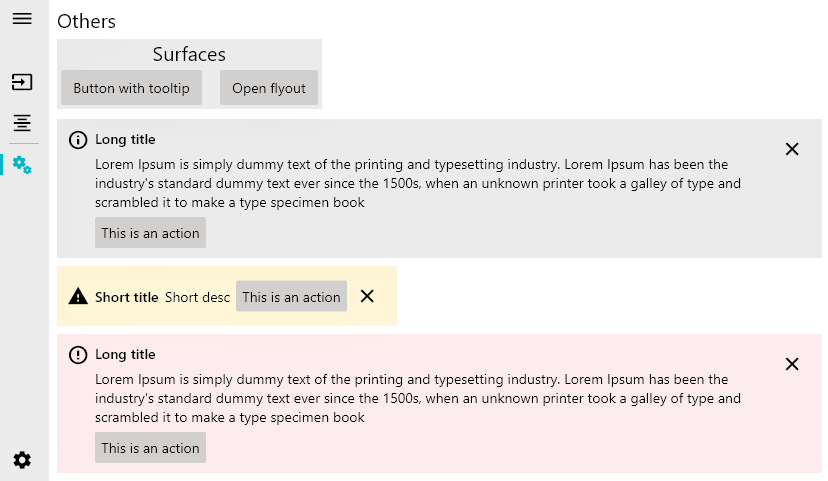 Others
Surfaces
Button with tooltip
Open flyout
Long title
Lorem Ipsum is simply dummy text of the printing and typesetting industry. Lorem Ipsum has been the
industry's standard dummy text ever since the 1500s, when an unknown printer took a galley of type and
scrambled it to make a type specimen book
This is an action
Short title Short desc This is an action
Long title
Lorem Ipsum is simply dummy text of the printing and typesetting industry. Lorem Ipsum has been the
industry's standard dummy text ever since the 1500s, when an unknown printer took a galley of type and
scrambled it to make a type specimen book
This is an action